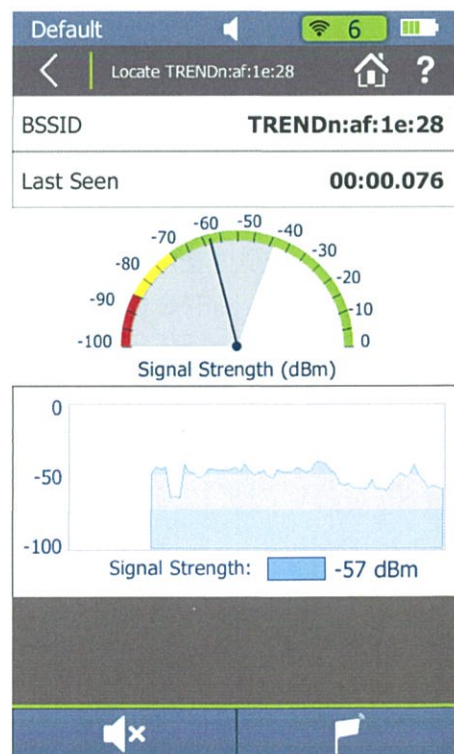 Default 6
Locate TRENDn:af:1e:28 ?
BSSID TRENDn:af:1e:28
Last Seen 00:00.076
-100 -90 -80 -70 -60 -50 -40 -30 -20 -10 0
Signal Strength (dBm)
0
-50
-100
Signal Strength: -57 dBm